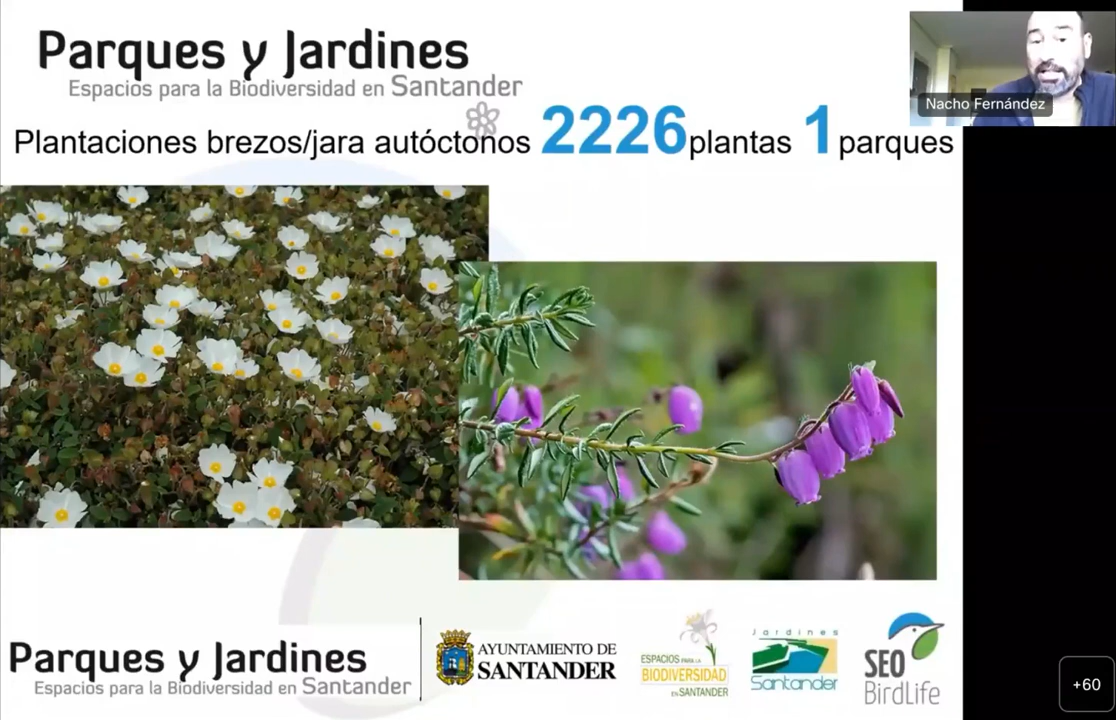 Parques y Jardines
Espacios para la Biodiversidad en Santander
Nacho Fernández
Plantaciones brezos/jara autóctonos 2226 plantas 1 parques
Parques y Jardines
Espacios para la Biodiversidad en Santander
AYUNTAMIENTO DE
SANTANDER
ESPACIOS PARA LA
BIODIVERSIDAD
EN SANTANDER
Jardines
Santander
SEO
BirdLife
+60